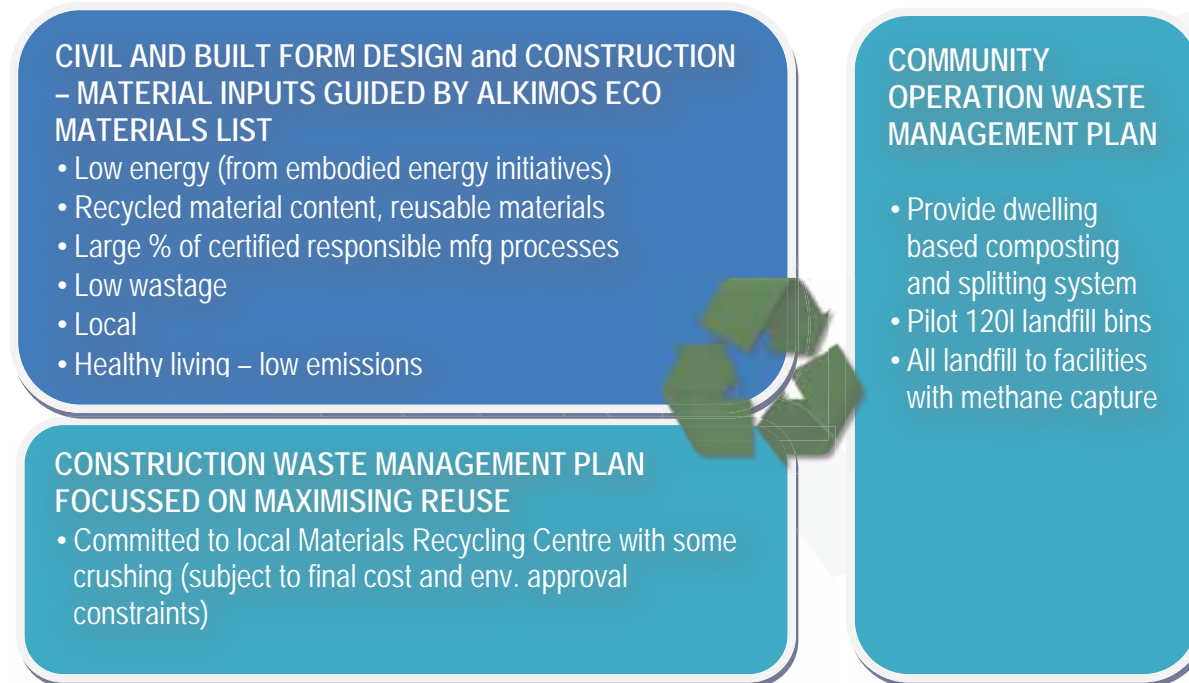 CIVIL AND BUILT FORM DESIGN and CONSTRUCTION
– MATERIAL INPUTS GUIDED BY ALKIMOS ECO
MATERIALS LIST
• Low energy (from embodied energy initiatives)
• Recycled material content, reusable materials
• Large % of certified responsible mfg processes
• Low wastage
• Local
• Healthy living – low emissions
CONSTRUCTION WASTE MANAGEMENT PLAN
FOCUSSED ON MAXIMISING REUSE
• Committed to local Materials Recycling Centre with some
crushing (subject to final cost and env. approval
constraints)
COMMUNITY
OPERATION WASTE
MANAGEMENT PLAN
• Provide dwelling
based composting
and splitting system
• Pilot 120l landfill bins
• All landfill to facilities
with methane capture